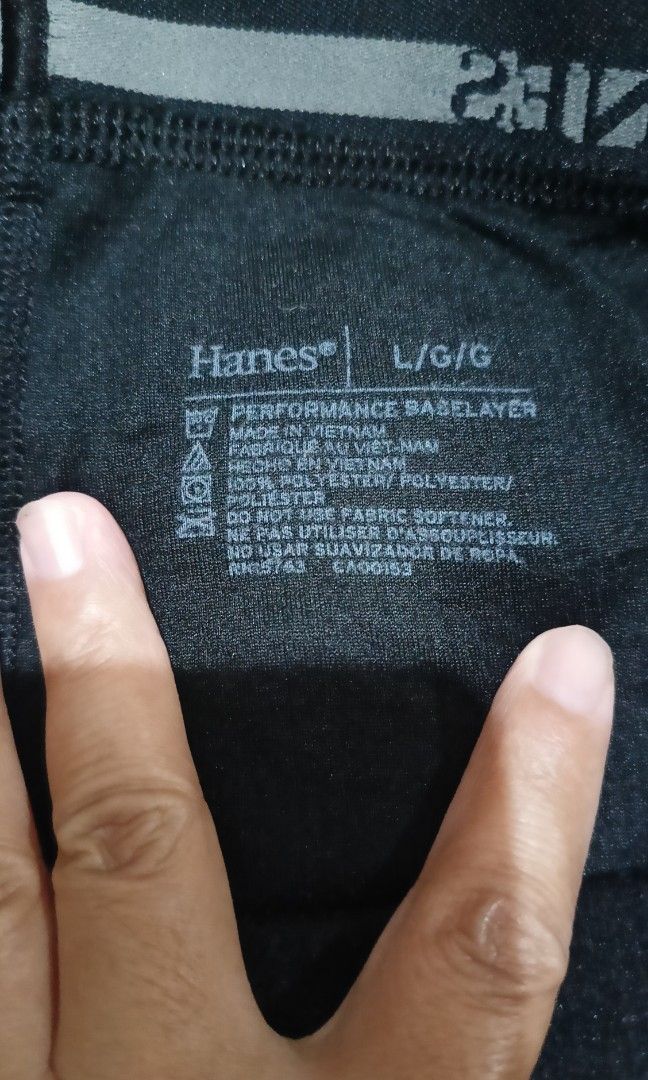 Hanes® L/G/G
PERFORMANCE BASELAYER
MADE IN VIETNAM
FABRIQUÉ AU VIÊT-NAM
HECHO EN VIETNAM
100% POLYESTER/ POLYESTER/
POLIÉSTER
DO NOT USE FABRIC SOFTENER.
NE PAS UTILISER D'ASSOUPLISSEUR.
NO USAR SUAVIZADOR DE ROPA.
CA00153